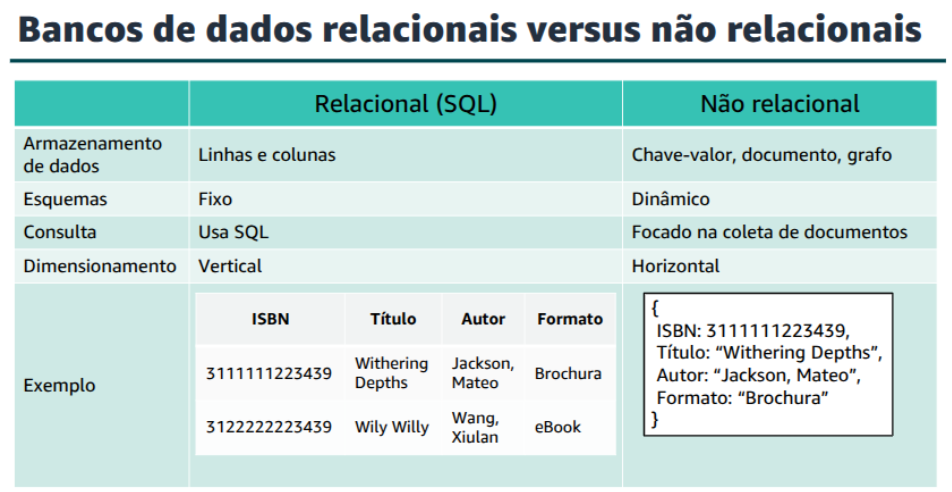 Bancos de dados relacionais versus não relacionais
Relacional (SQL)
Não relacional
Armazenamento
de dados
Linhas e colunas
Chave-valor, documento, grafo
Esquemas
Fixo
Dinâmico
Consulta
Usa SQL
Focado na coleta de documentos
Dimensionamento
Vertical
Horizontal
Exemplo
ISBN
Título
Autor
Formato
3111111223439
Withering
Depths
Jackson,
Mateo
Brochura
3122222223439
Wily Willy
Wang,
Xiulan
eBook
{
ISBN: 3111111223439,
Título: “Withering Depths”,
Autor: “Jackson, Mateo”,
Formato: “Brochura”
}